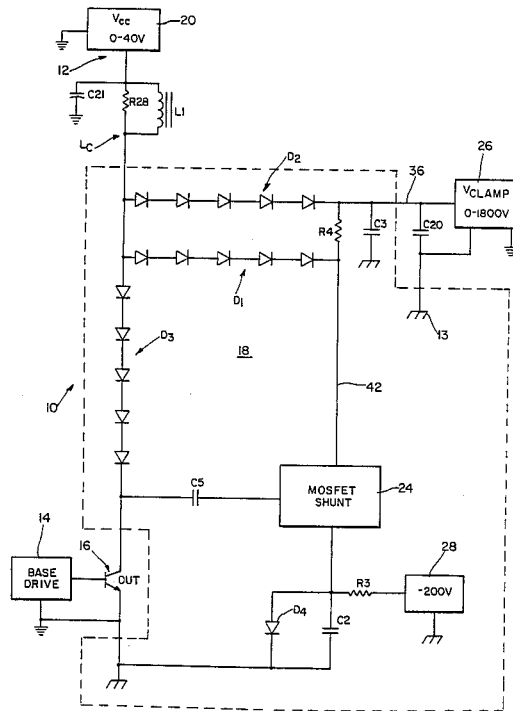 Vcc
0-40V
20
12
C21
R28
L1
Lc
D2
26
36
VCLAMP
0-1800V
R4
C3
C20
D1
13
D3
18
10
42
C5
MOSFET
SHUNT
24
14
16
BASE
DRIVE
DUT
28
-200V
R3
D4
C2